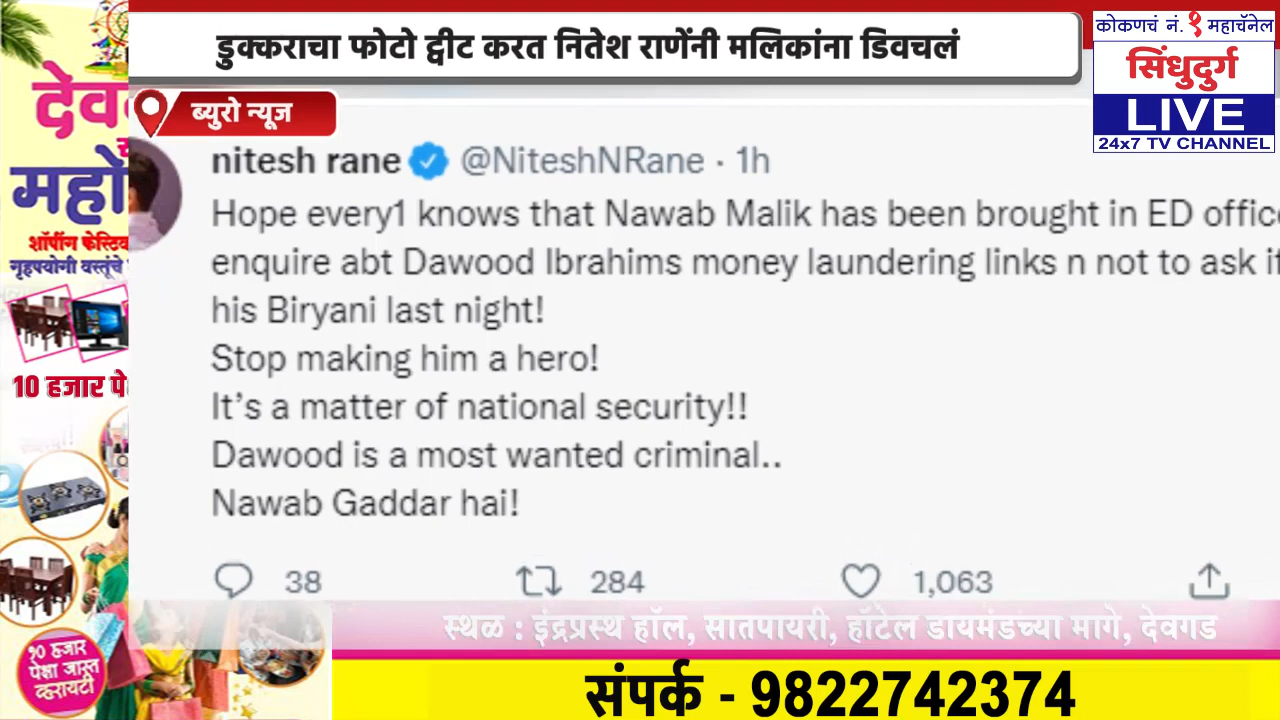 डुक्कराचा फोटो ट्वीट करत नितेश राणेंनी मलिकांना डिवचलं
कोकणचं नं. १ महाचॅनेल
सिंधुदुर्ग
LIVE
24x7 TV CHANNEL
ब्युरो न्यूज
nitesh rane @NiteshNRane · 1h
Hope every1 knows that Nawab Malik has been brought in ED office
enquire abt Dawood Ibrahims money laundering links n not to ask if
his Biryani last night!
Stop making him a hero!
It's a matter of national security!!
Dawood is a most wanted criminal..
Nawab Gaddar hai!
38 284 1,063
शॉपींग
गृहपयोगी वस्तूंचे
10 हजार
१० हजार
पेक्षा जास्त
व्हरायटी
स्थळ : इंद्रप्रस्थ हॉल, सातपायरी, हॉटेल डायमंडच्या मागे, देवगड
संपर्क - 9822742374